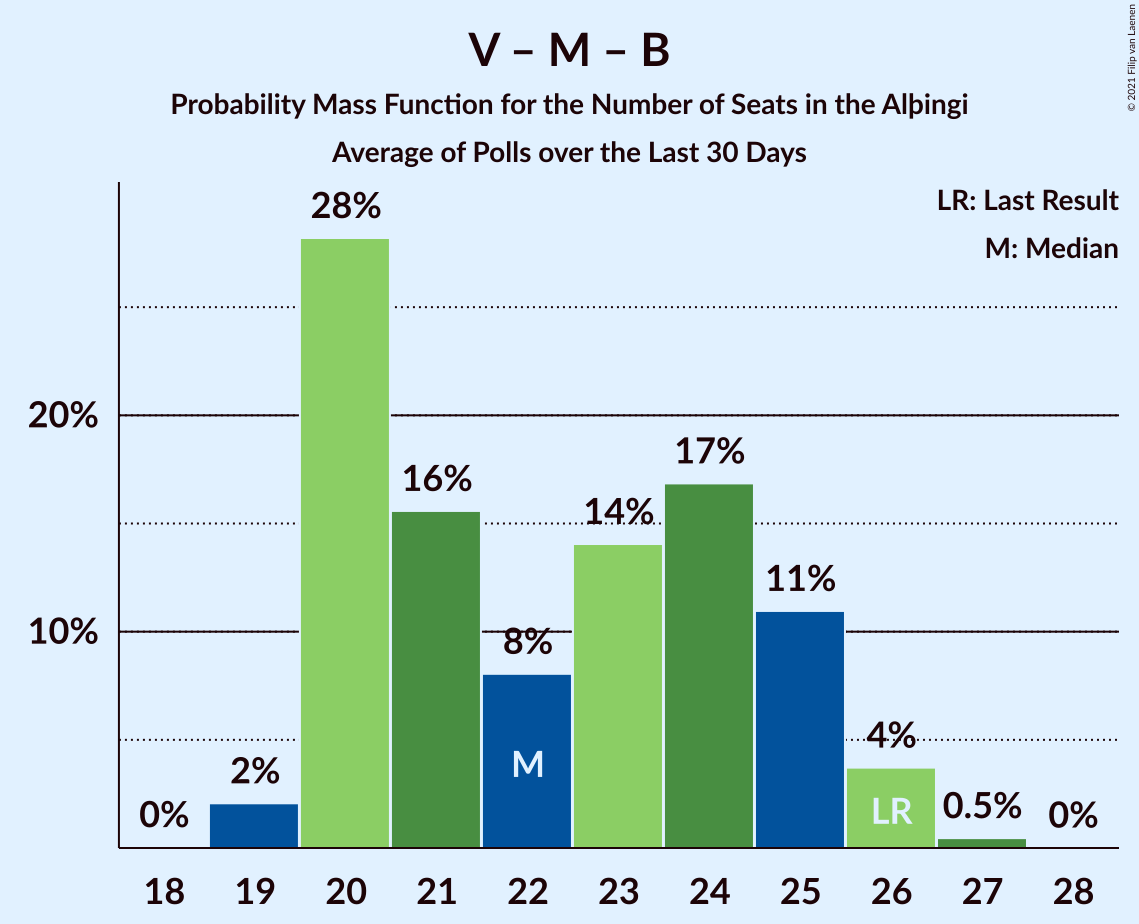 V – M – B
Probability Mass Function for the Number of Seats in the Alþingi
Average of Polls over the Last 30 Days
© 2021 Filip van Laenen
LR: Last Result
M: Median
28%
20%
17%
16%
14%
11%
10%
8%
4%
M
2%
0.5%
0%
LR
0%
18 19 20 21 22 23 24 25 26 27 28